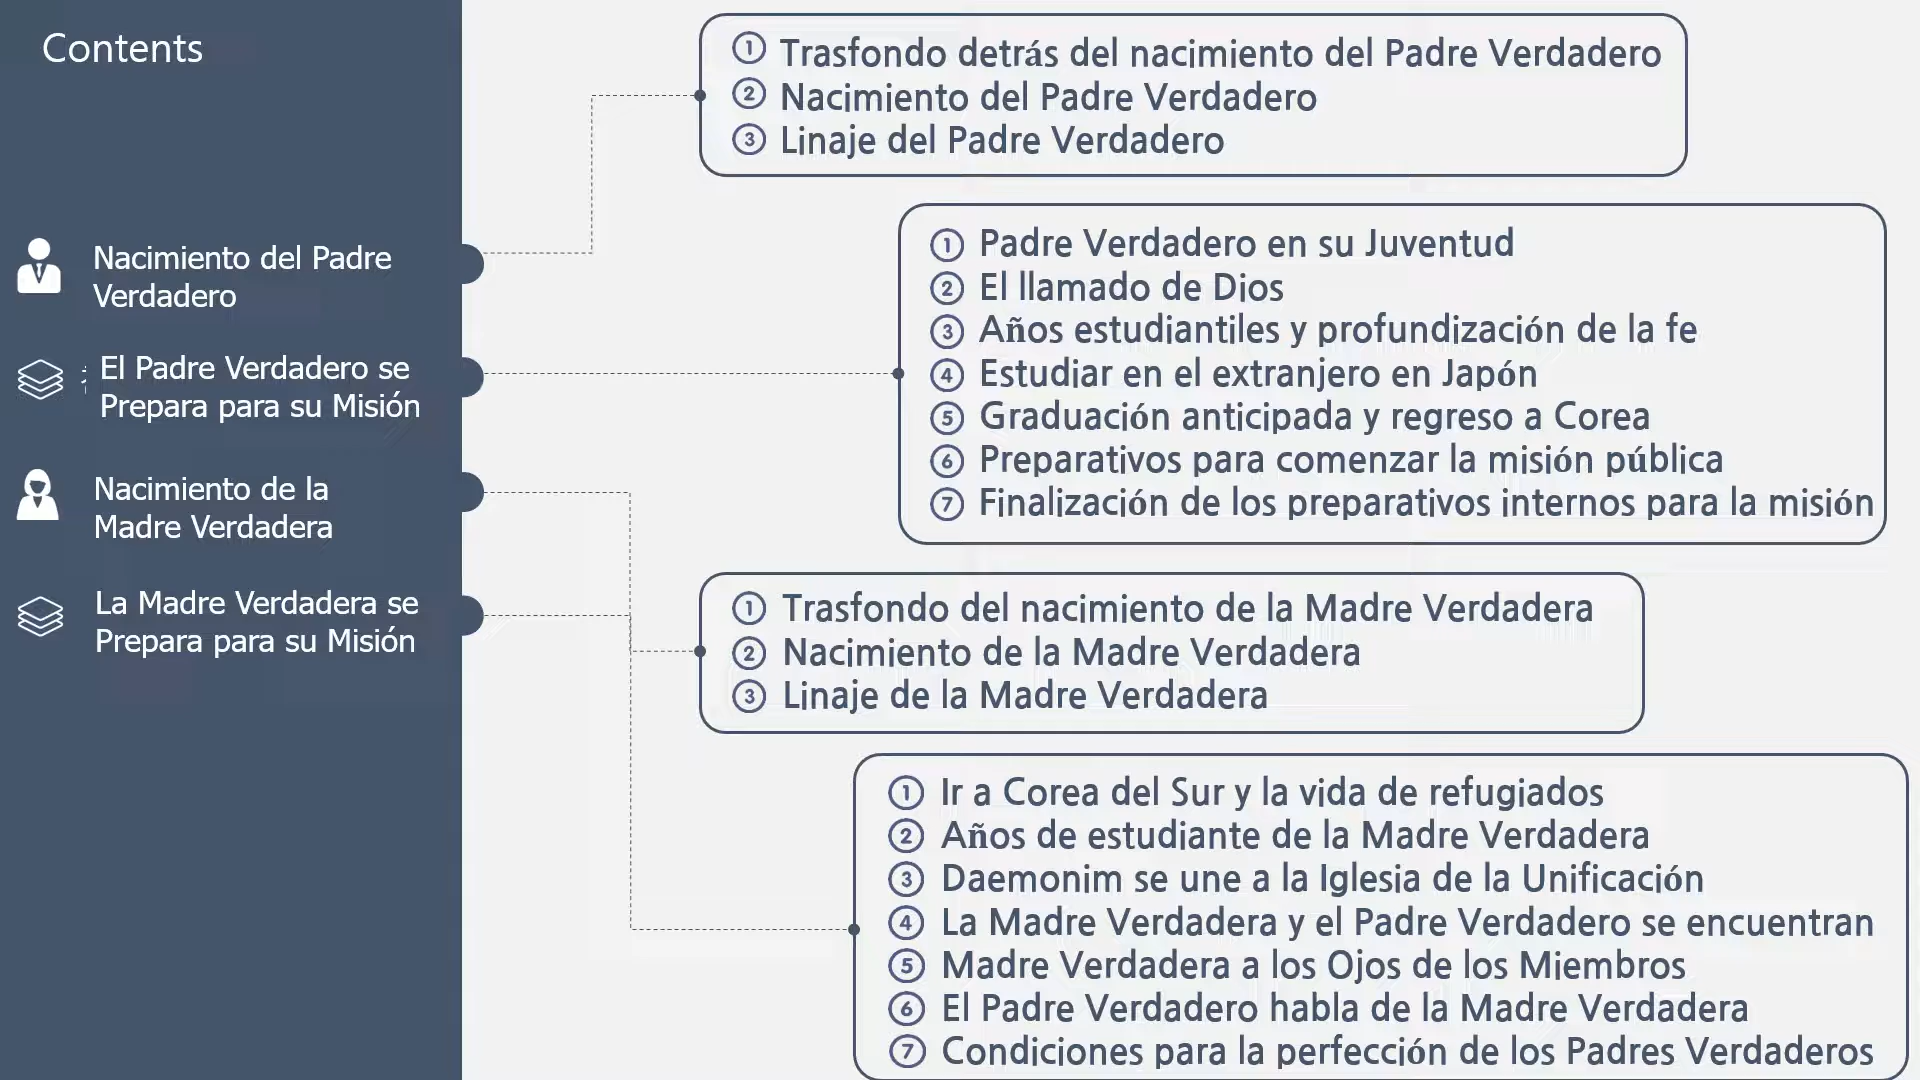 Contents
Nacimiento del Padre
Verdadero
El Padre Verdadero se
Prepara para su Misión
Nacimiento de la
Madre Verdadera
La Madre Verdadera se
Prepara para su Misión
① Trasfondo detrás del nacimiento del Padre Verdadero
② Nacimiento del Padre Verdadero
③ Linaje del Padre Verdadero
① Padre Verdadero en su Juventud
② El llamado de Dios
③ Años estudiantiles y profundización de la fe
④ Estudiar en el extranjero en Japón
⑤ Graduación anticipada y regreso a Corea
⑥ Preparativos para comenzar la misión pública
⑦ Finalización de los preparativos internos para la misión
① Trasfondo del nacimiento de la Madre Verdadera
② Nacimiento de la Madre Verdadera
③ Linaje de la Madre Verdadera
① Ir a Corea del Sur y la vida de refugiados
② Años de estudiante de la Madre Verdadera
③ Daemonim se une a la Iglesia de la Unificación
④ La Madre Verdadera y el Padre Verdadero se encuentran
⑤ Madre Verdadera a los Ojos de los Miembros
⑥ El Padre Verdadero habla de la Madre Verdadera
⑦ Condiciones para la perfección de los Padres Verdaderos